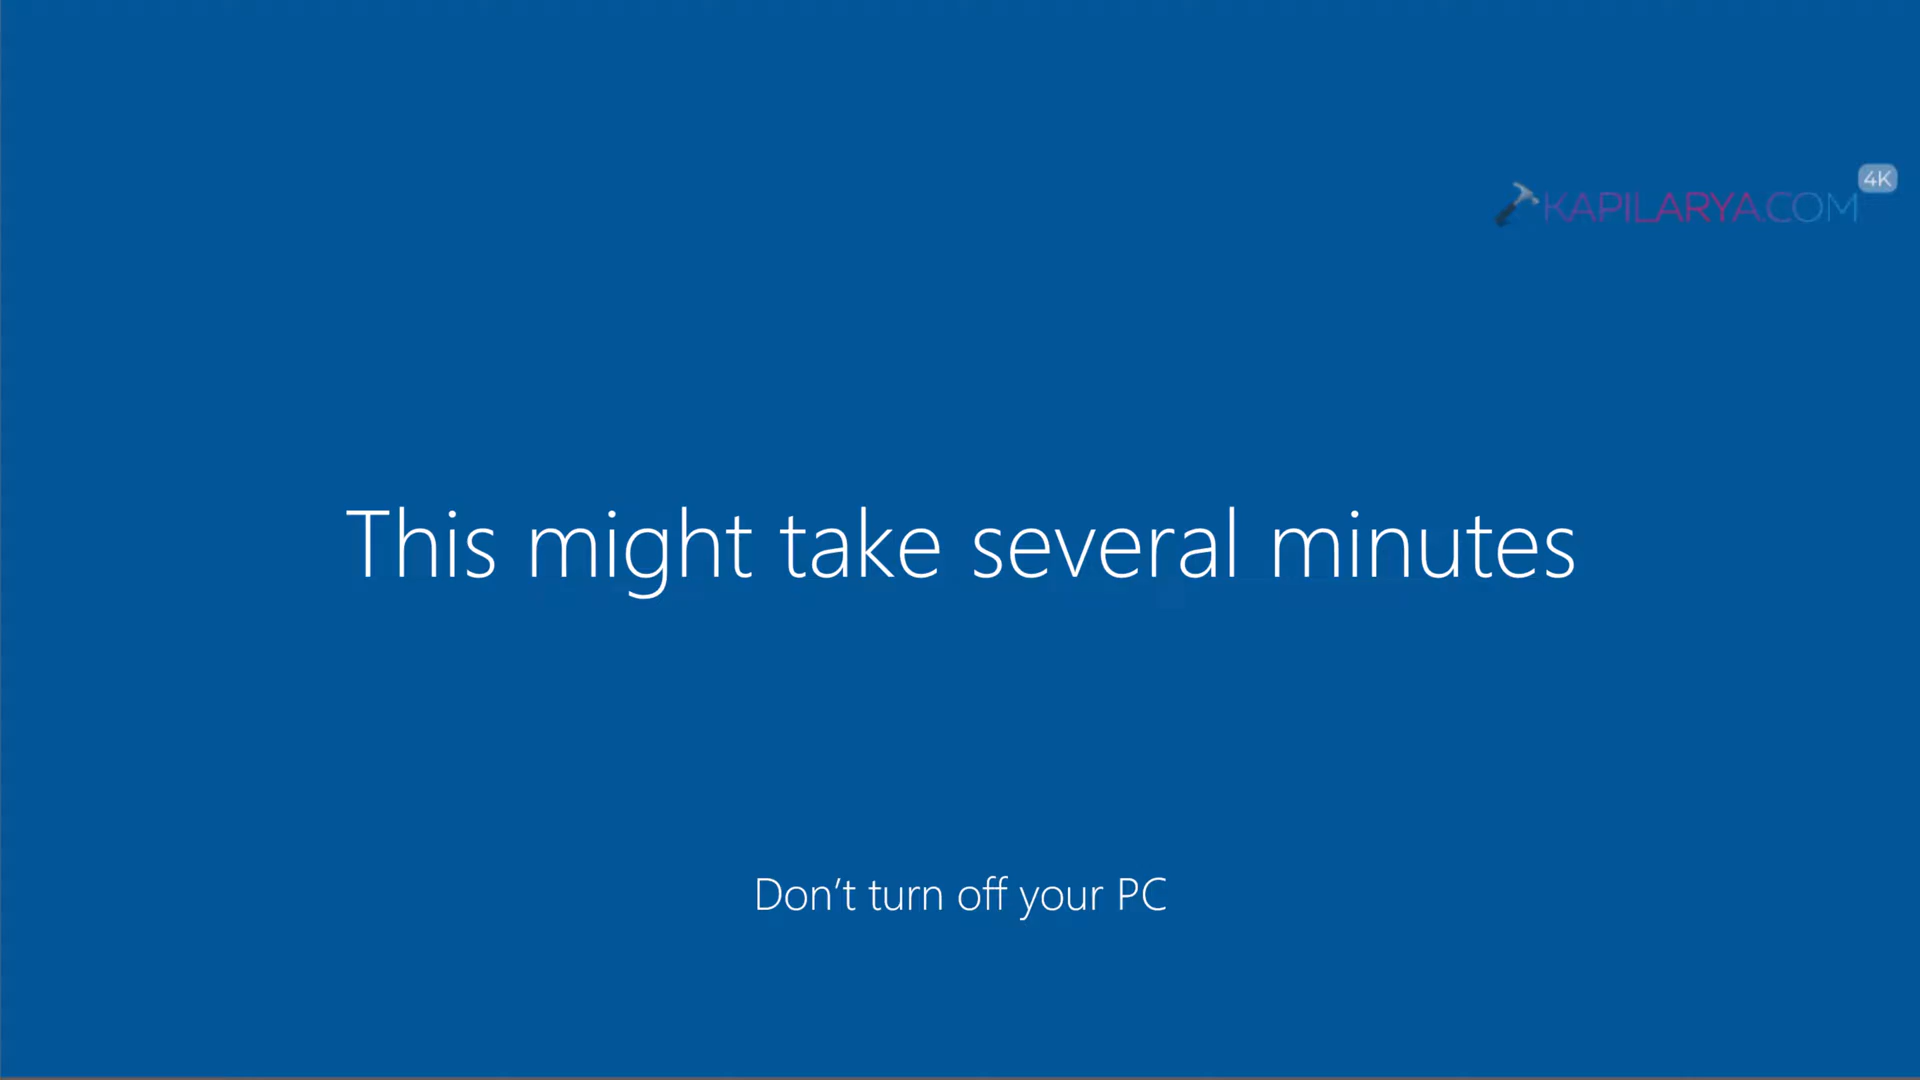 4K
KAPILARYA.COM
This might take several minutes
Don’t turn off your PC